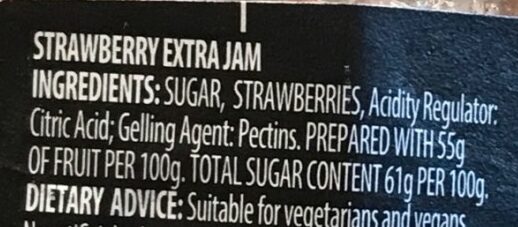 STRAWBERRY EXTRA JAM
INGREDIENTS: SUGAR, STRAWBERRIES, Acidity Regulator:
Citric Acid; Gelling Agent: Pectins. PREPARED WITH 55g
OF FRUIT PER 100g. TOTAL SUGAR CONTENT 61g PER 100g.
DIETARY ADVICE: Suitable for vegetarians and vegans